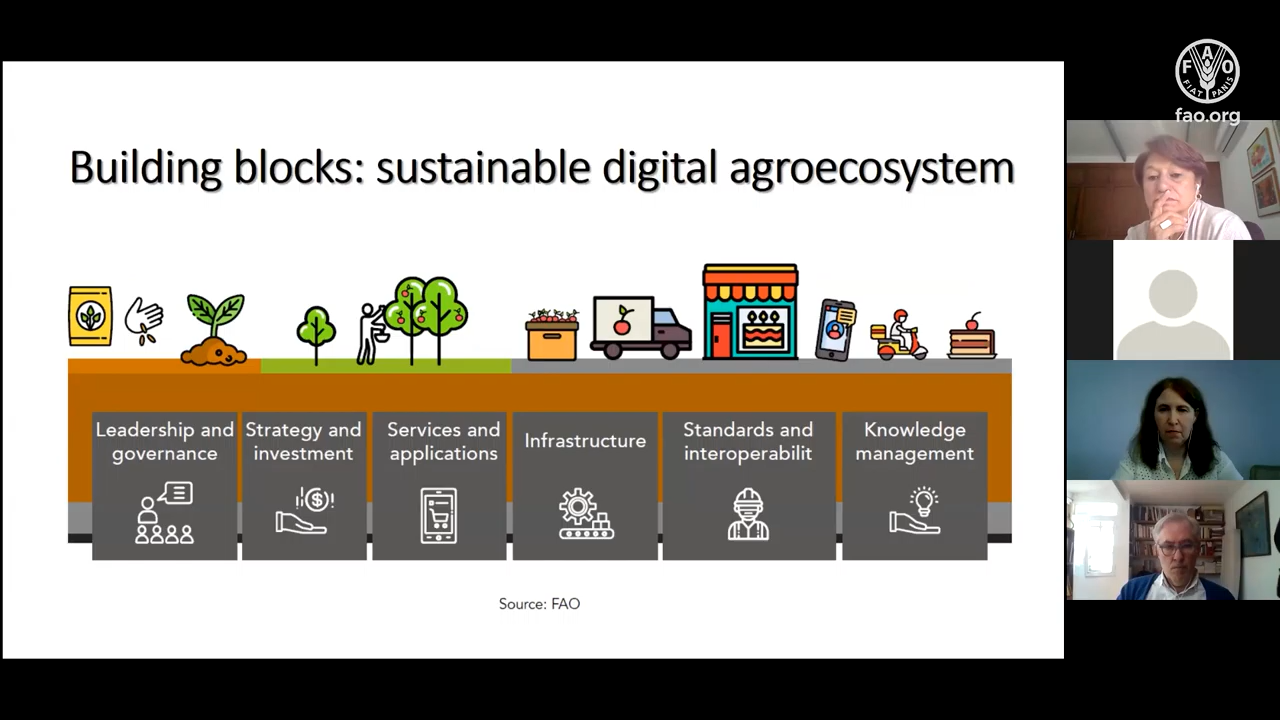 FAO
FIAT PANIS
fao.org
Building blocks: sustainable digital agroecosystem
Leadership and
governance
Strategy and
investment
Services and
applications
Infrastructure
Standards and
interoperabilit
Knowledge
management
Source: FAO